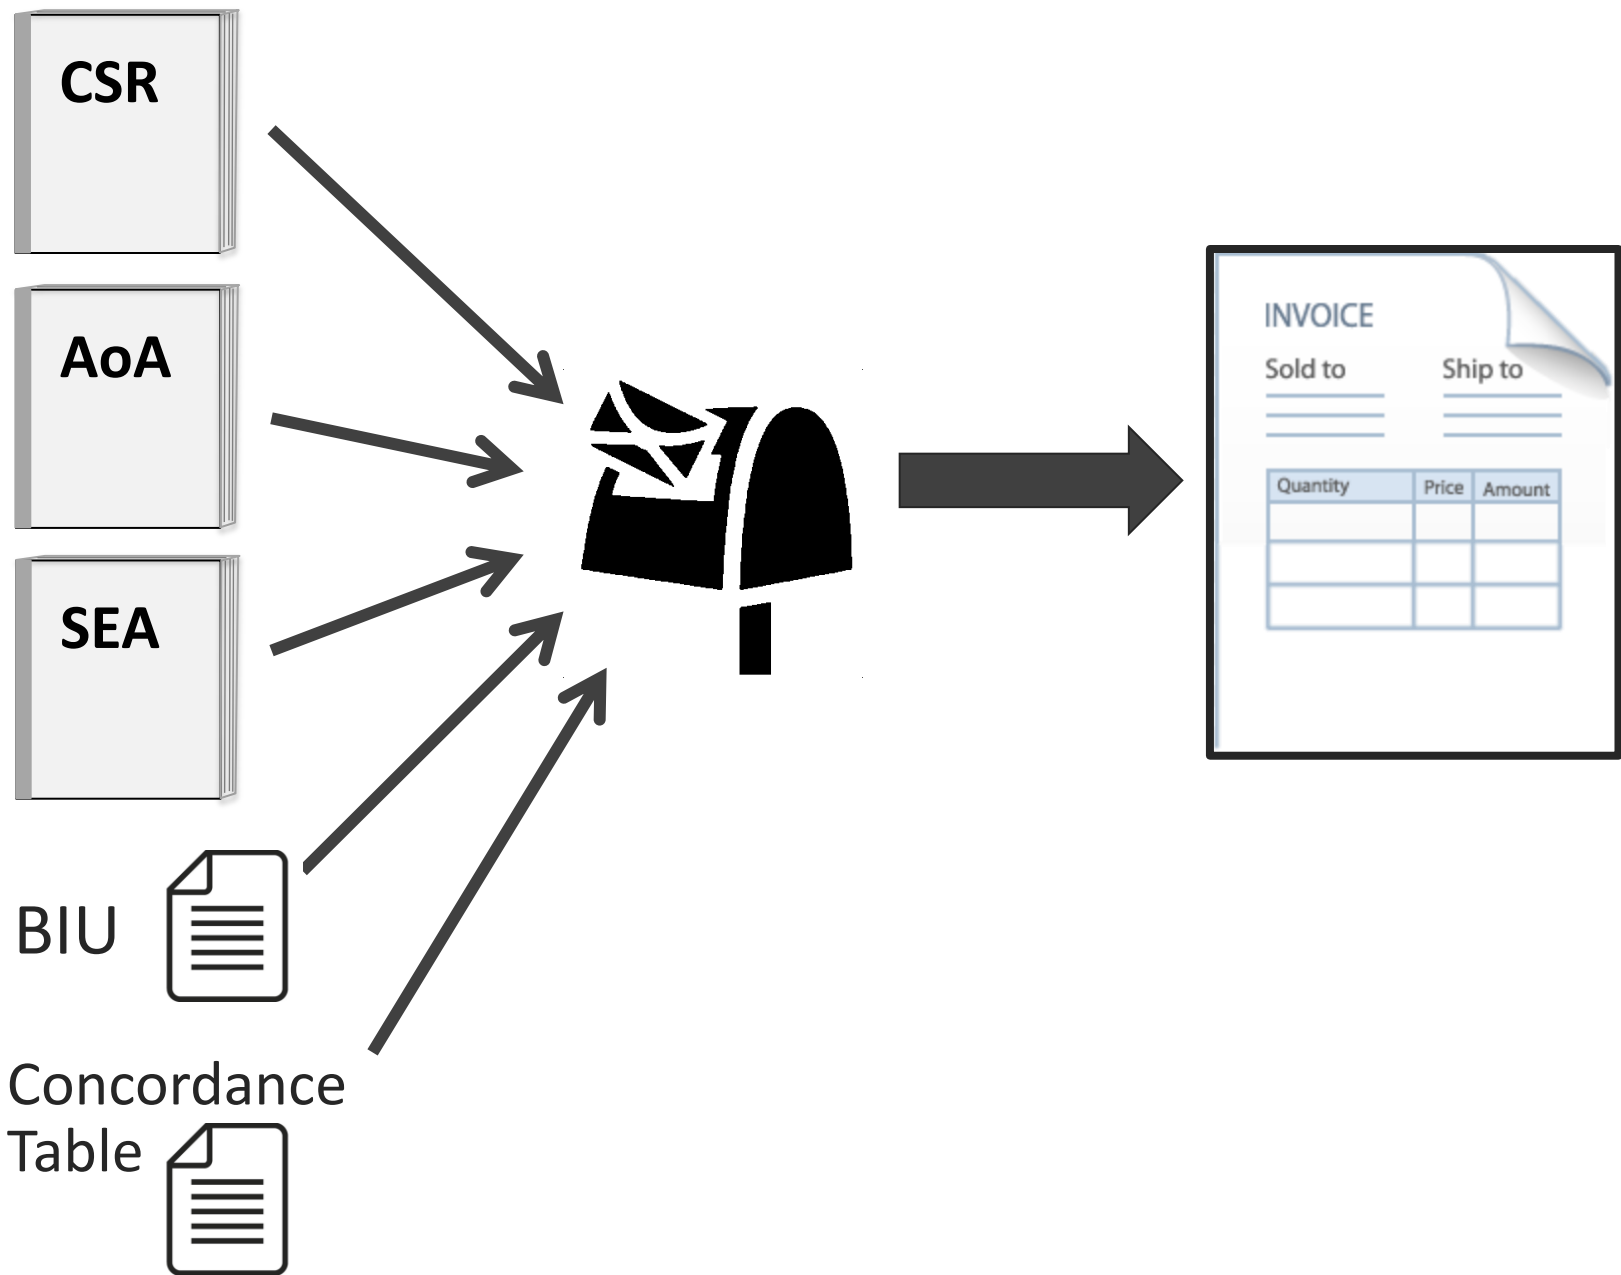 CSR
AoA
SEA
BIU
Concordance
Table
INVOICE
Sold to Ship to
Quantity Price Amount